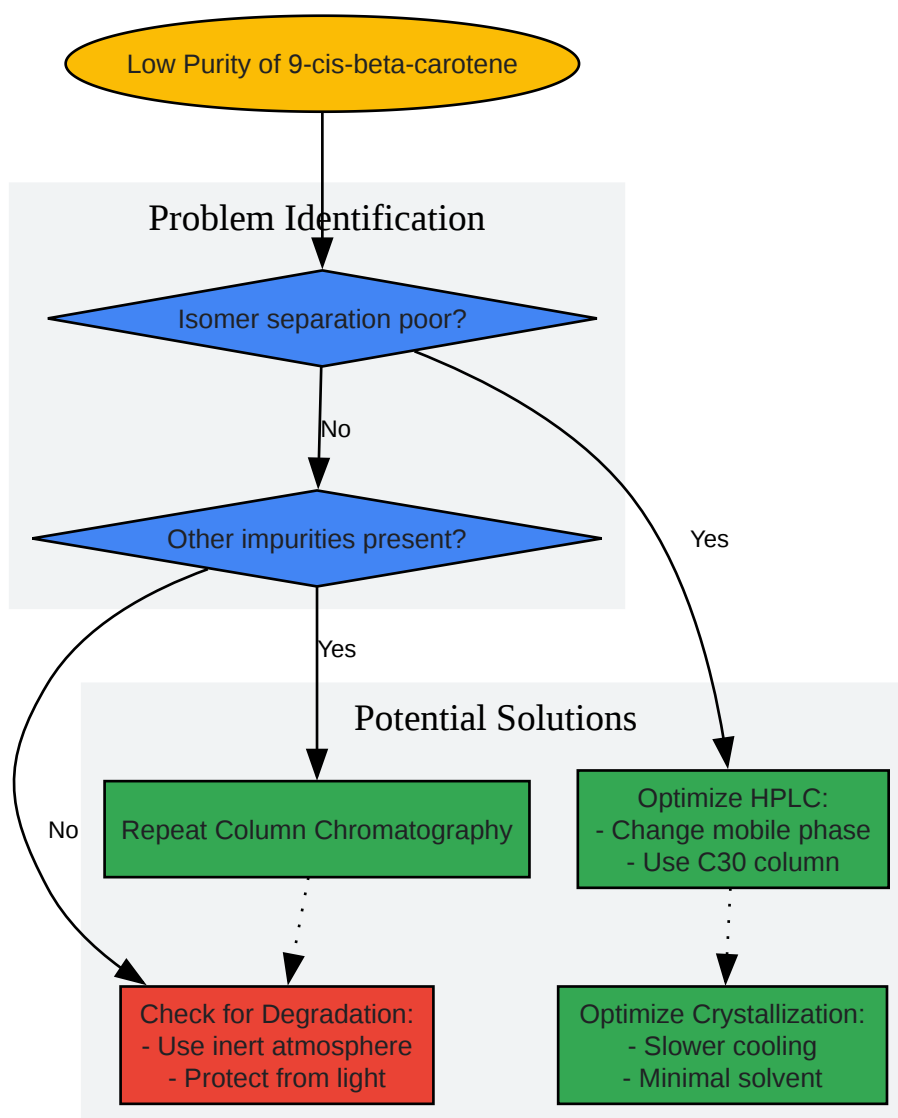 Low Purity of 9-cis-beta-carotene
Problem Identification
Isomer separation poor?
No
Other impurities present?
Yes
Yes
Potential Solutions
Optimize HPLC:
- Change mobile phase
- Use C30 column
Repeat Column Chromatography
No
Check for Degradation:
- Use inert atmosphere
- Protect from light
Optimize Crystallization:
- Slower cooling
- Minimal solvent